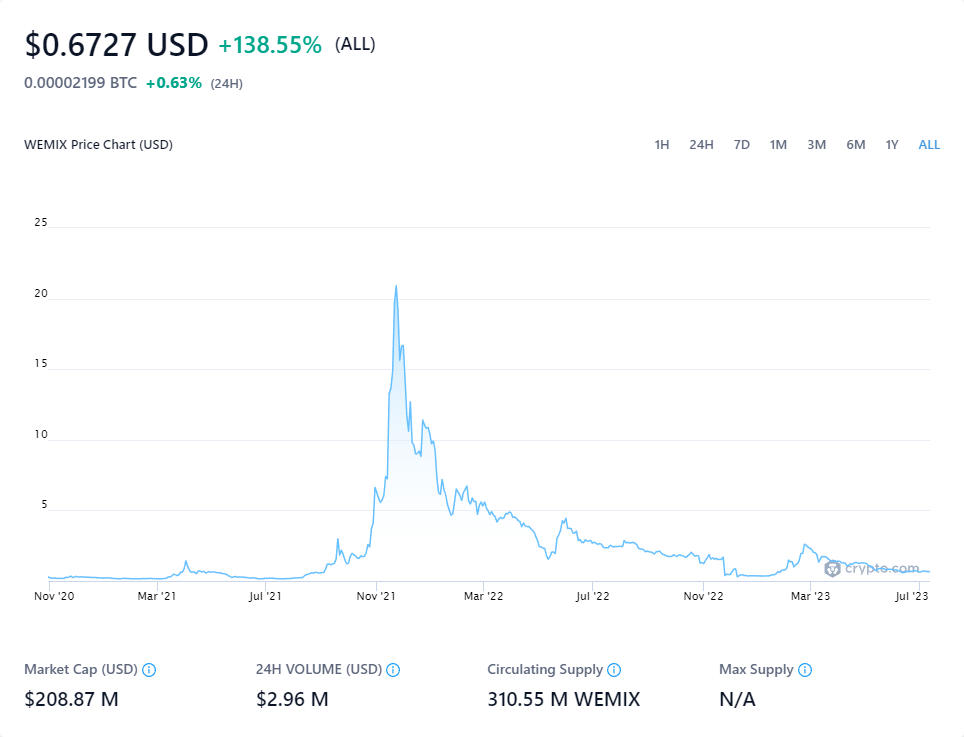 $0.6727 USD +138.55% (ALL)
0.00002199 BTC +0.63% (24H)
WEMIX Price Chart (USD) 1H 24H 7D 1M 3M 6M 1Y ALL
25
20
15
10
5
crypto.com
Nov '20 Mar '21 Jul '21 Nov '21 Mar '22 Jul '22 Nov '22 Mar '23 Jul '23
Market Cap (USD) 24H VOLUME (USD) Circulating Supply Max Supply
$208.87 M $2.96 M 310.55 M WEMIX N/A